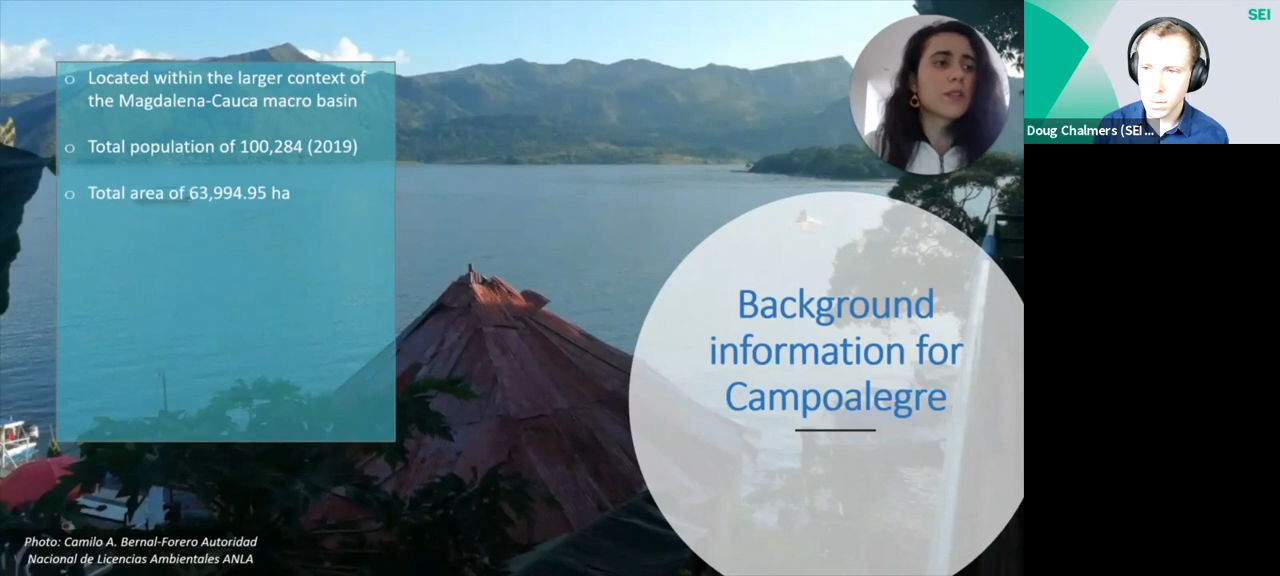 Located within the larger context of
the Magdalena-Cauca macro basin
Total population of 100,284 (2019)
Total area of 63,994.95 ha
Background
information for
Campoalegre
Photo: Camilo A. Bernal-Forero Autoridad
Nacional de Licencias Ambientales ANLA
SEI
Doug Chalmers (SEI ...